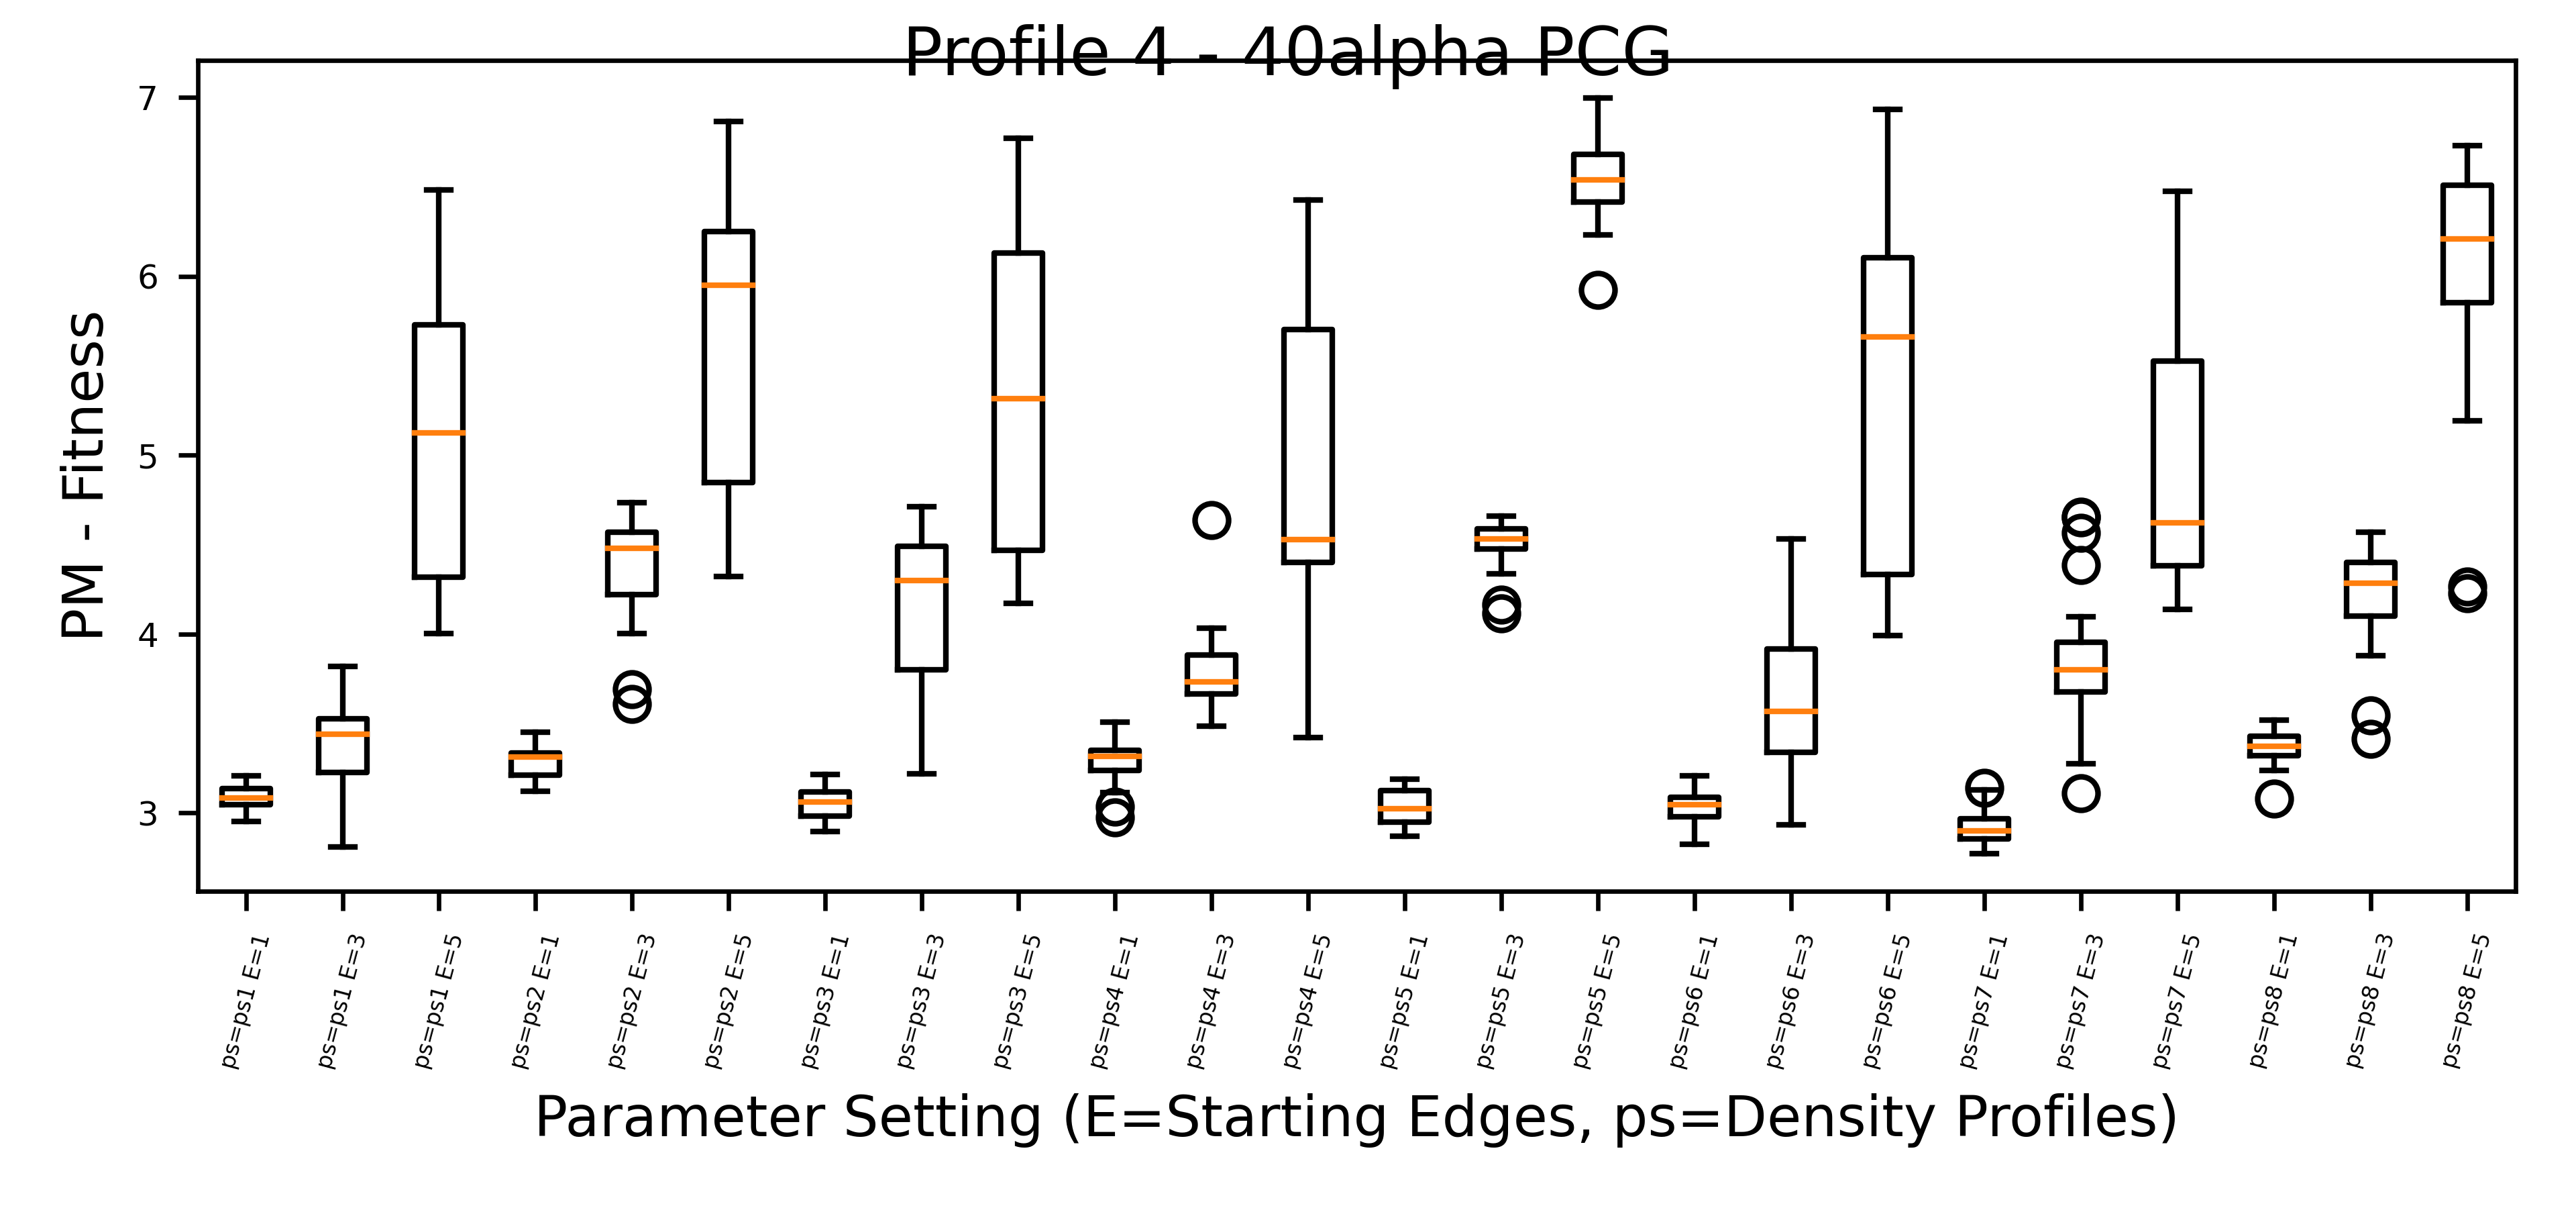 Profile 4 - 40alpha PCG
PM - Fitness
7
6
5
4
3
ps=ps1 E=1
ps=ps1 E=3
ps=ps1 E=5
ps=ps2 E=1
ps=ps2 E=3
ps=ps2 E=5
ps=ps3 E=1
ps=ps3 E=3
ps=ps3 E=5
ps=ps4 E=1
ps=ps4 E=3
ps=ps4 E=5
ps=ps5 E=1
ps=ps5 E=3
ps=ps5 E=5
ps=ps6 E=1
ps=ps6 E=3
ps=ps6 E=5
ps=ps7 E=1
ps=ps7 E=3
ps=ps7 E=5
ps=ps8 E=1
ps=ps8 E=3
ps=ps8 E=5
Parameter Setting (E=Starting Edges, ps=Density Profiles)